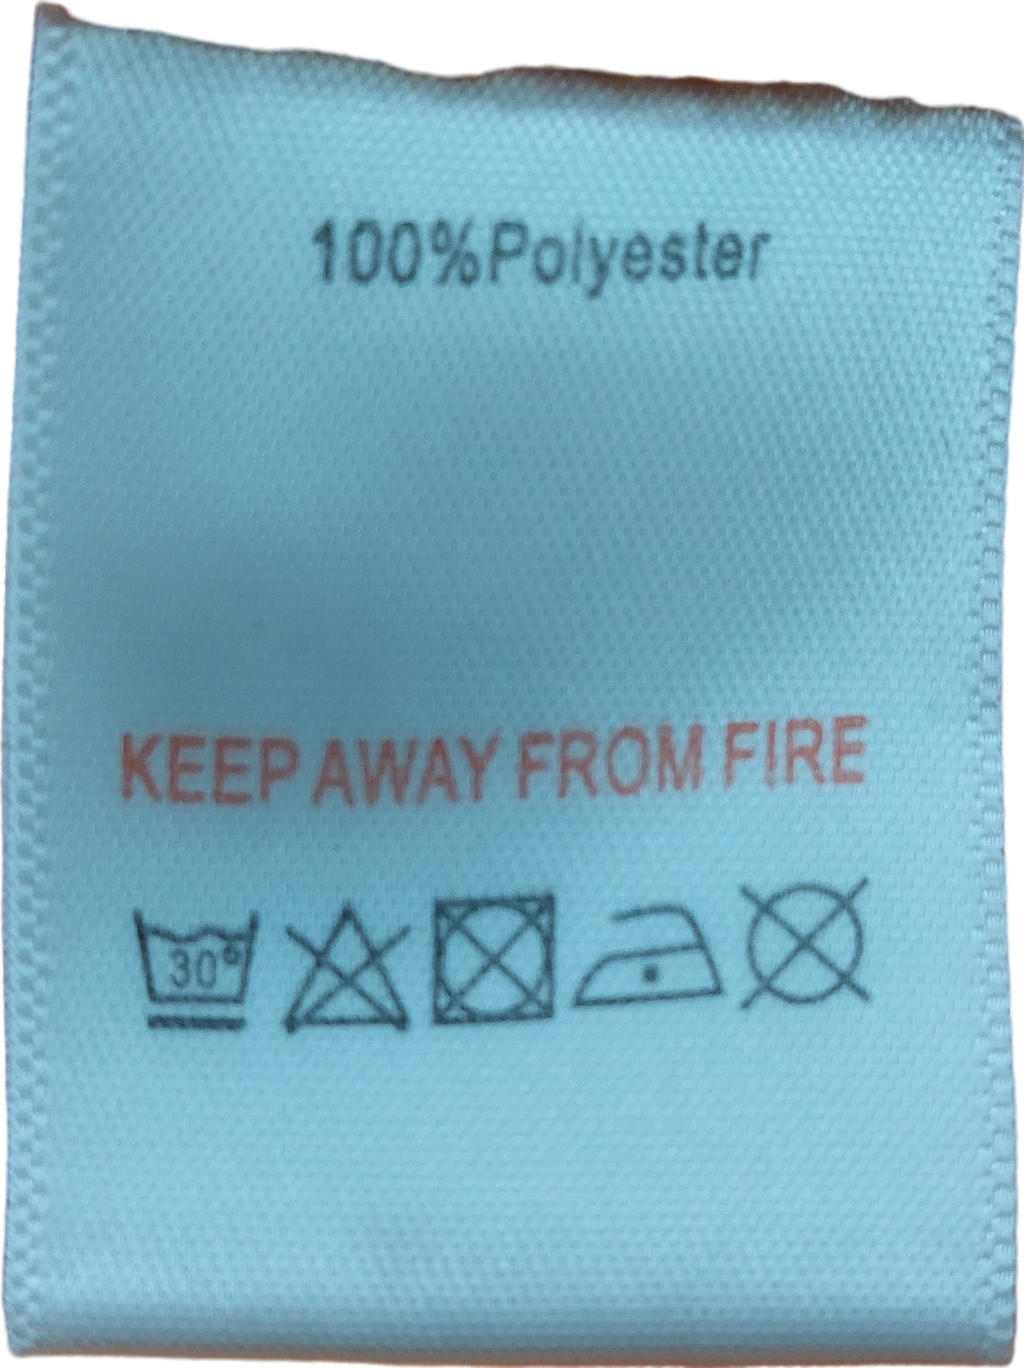 100%Polyester
KEEP AWAY FROM FIRE
30°